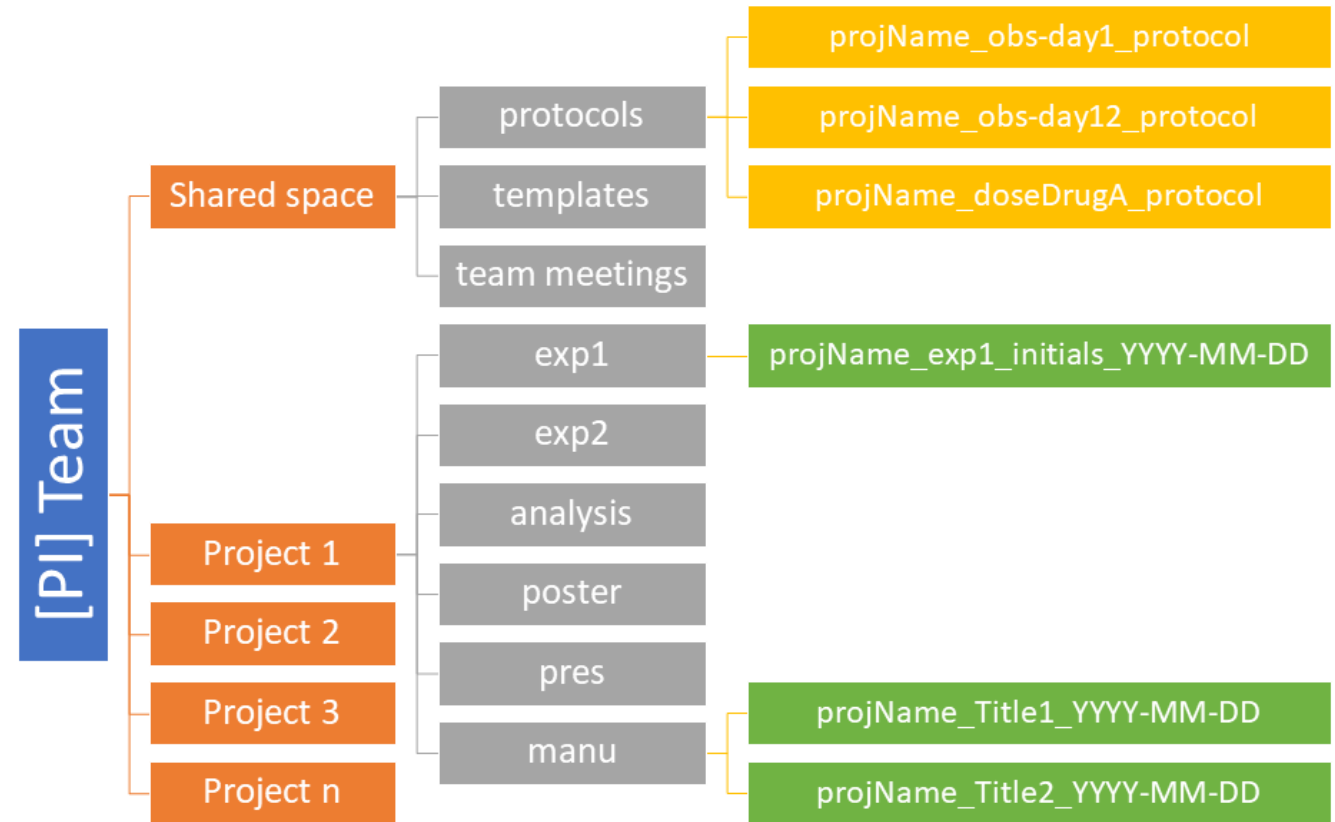 [PI] Team
Shared space
protocols
projName_obs-day1_protocol
projName_obs-day12_protocol
projName_doseDrugA_protocol
templates
team meetings
Project 1
exp1
projName_exp1_initials_YYYY-MM-DD
exp2
analysis
poster
pres
manu
projName_Title1_YYYY-MM-DD
projName_Title2_YYYY-MM-DD
Project 2
Project 3
Project n